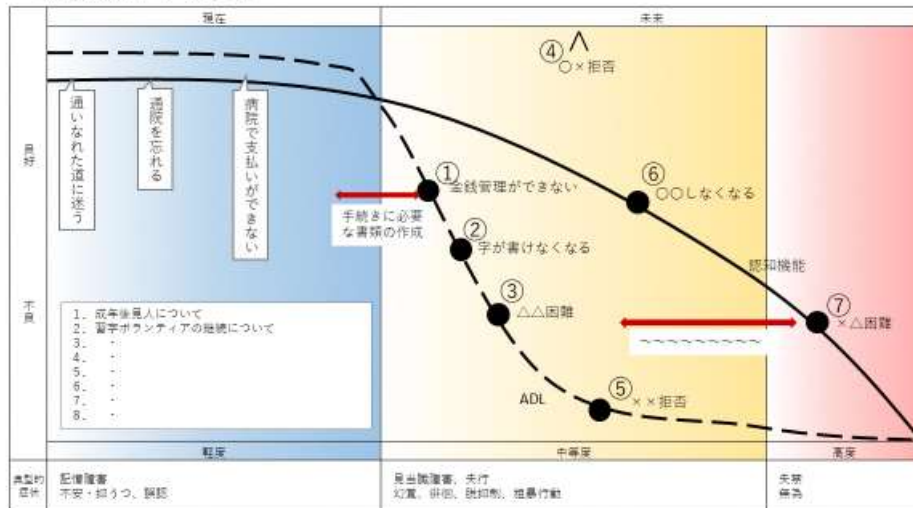 現在
未来
④
○×拒否
通いなれた道に迷う
通院を忘れる
病院で支払いができない
良好
不良
①
金銭管理ができない
手続きに必要
な書類の作成
②
字が書けなくなる
③
△△困難
⑥
○○しなくなる
認知機能
⑦
×△困難
～～～～～～～～～
ADL
⑤
××拒否
1. 成年後見人について
2. 習字ボランティアの継続について
3. ・
4. ・
5. ・
6. ・
7. ・
8. ・
軽度
中等度
高度
典型的
症状
記憶障害
不安・抑うつ、誤認
見当識障害、失行
幻覚、徘徊、脱抑制、粗暴行動
失禁
無為